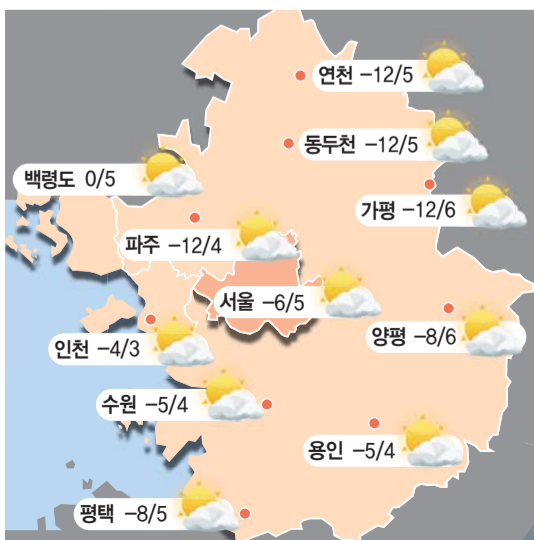 연천 -12/5
동두천 -12/5
백령도 0/5
가평 -12/6
파주 -12/4
서울 -6/5
양평 -8/6
인천 -4/3
수원 -5/4
용인 -5/4
평택 -8/5